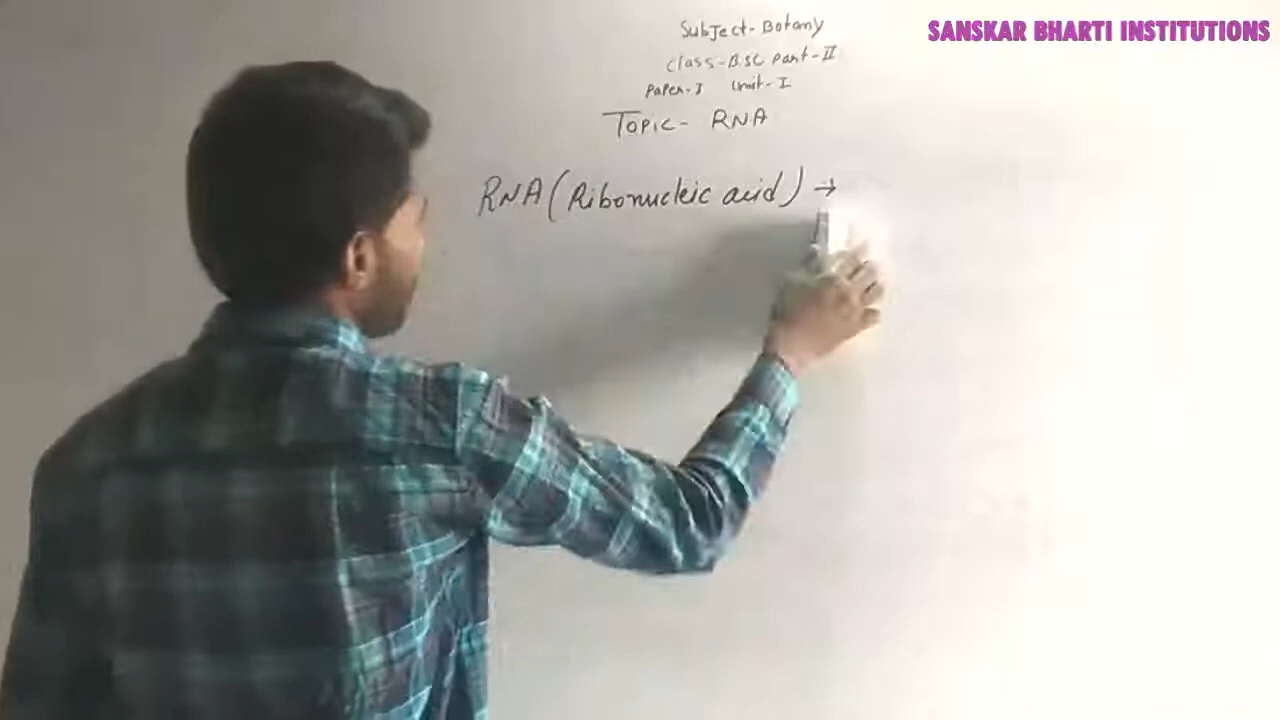 SANSKAR BHARTI INSTITUTIONS
Subject-Botany
Class-B.SC Part-II
Paper-I Unit-I
TOPIC- RNA
RNA (Ribonucleic acid) →